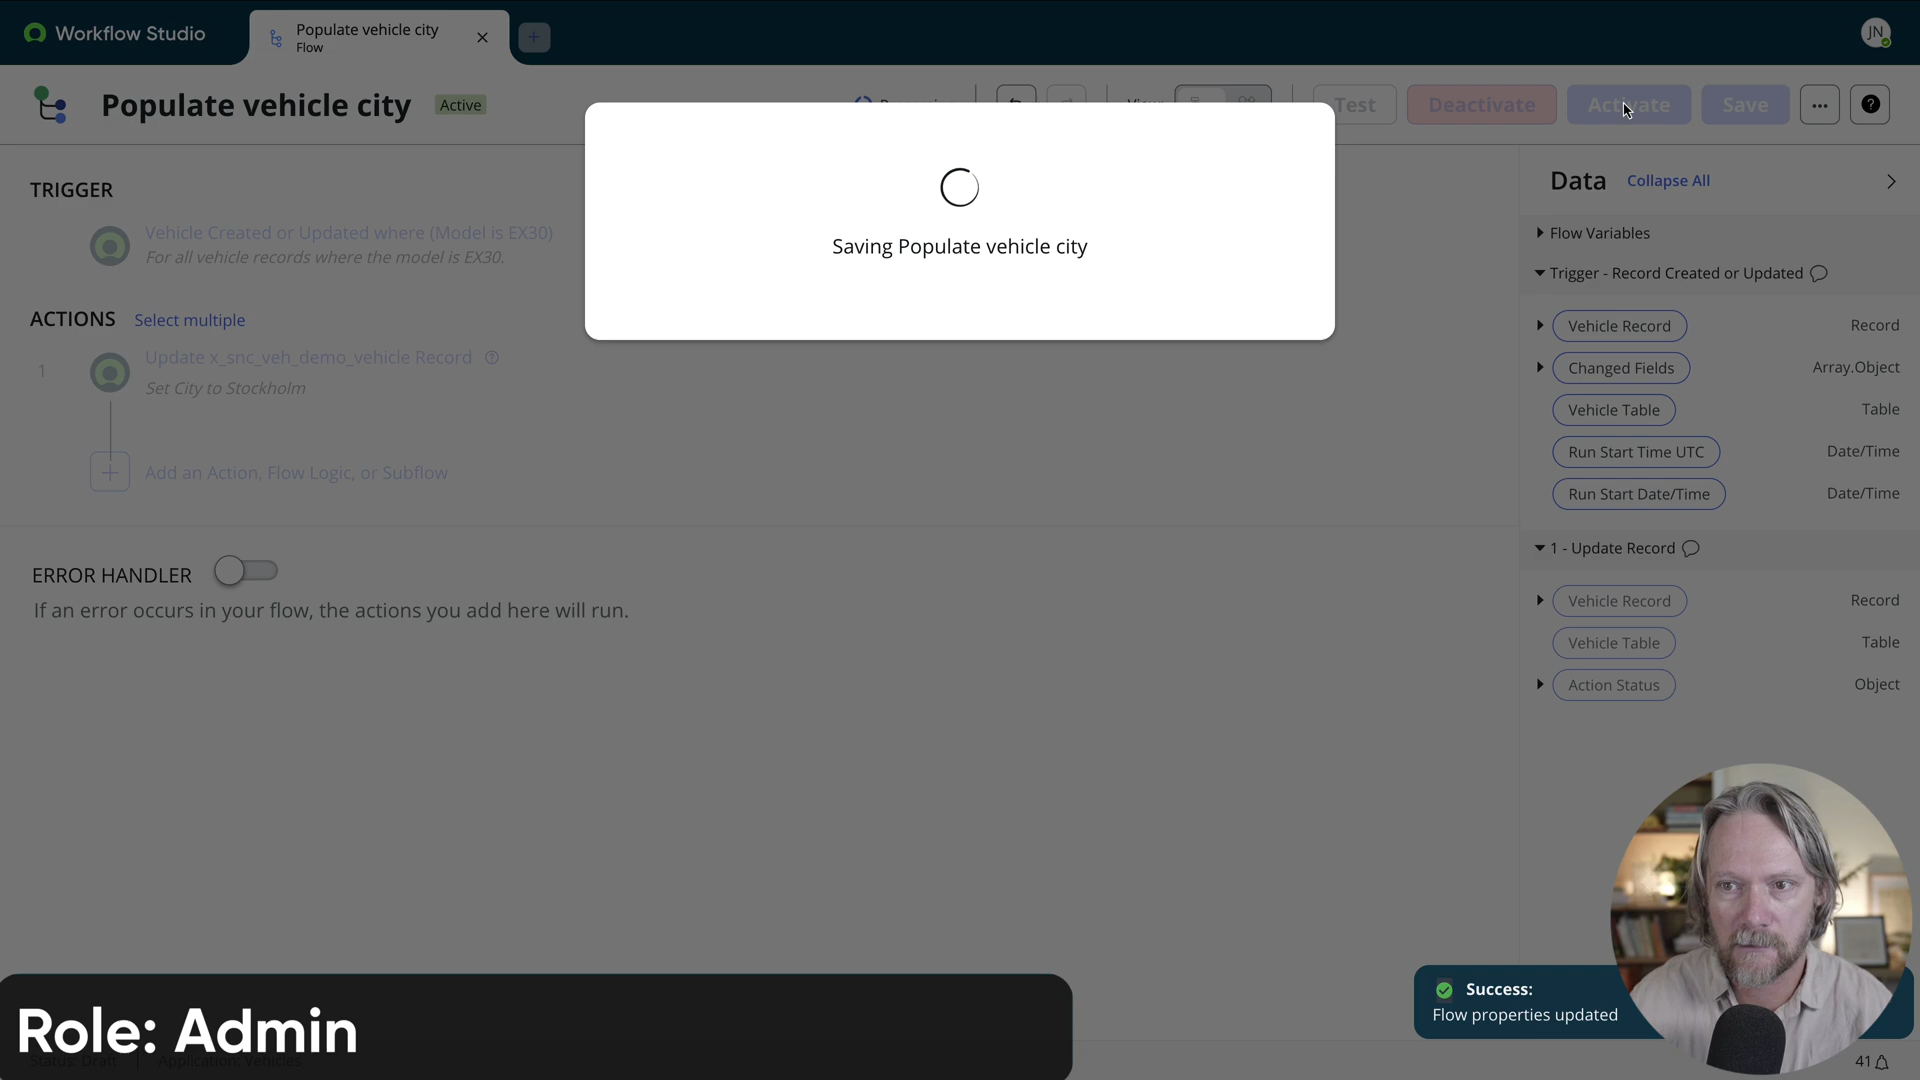 Workflow Studio
Populate vehicle city
Flow
JN
Populate vehicle city
Active
Test
Deactivate
Activate
Save
Saving Populate vehicle city
TRIGGER
Vehicle Created or Updated where (Model is EX30)
For all vehicle records where the model is EX30.
ACTIONS Select multiple
1
Update x_snc_veh_demo_vehicle Record
Set City to Stockholm
Add an Action, Flow Logic, or Subflow
ERROR HANDLER
If an error occurs in your flow, the actions you add here will run.
Data Collapse All
Flow Variables
Trigger - Record Created or Updated
Vehicle Record Record
Changed Fields Array.Object
Vehicle Table Table
Run Start Time UTC Date/Time
Run Start Date/Time Date/Time
1 - Update Record
Vehicle Record Record
Vehicle Table Table
Action Status Object
Success:
Flow properties updated
Role: Admin
Status: Draft Application: Vehicles
41